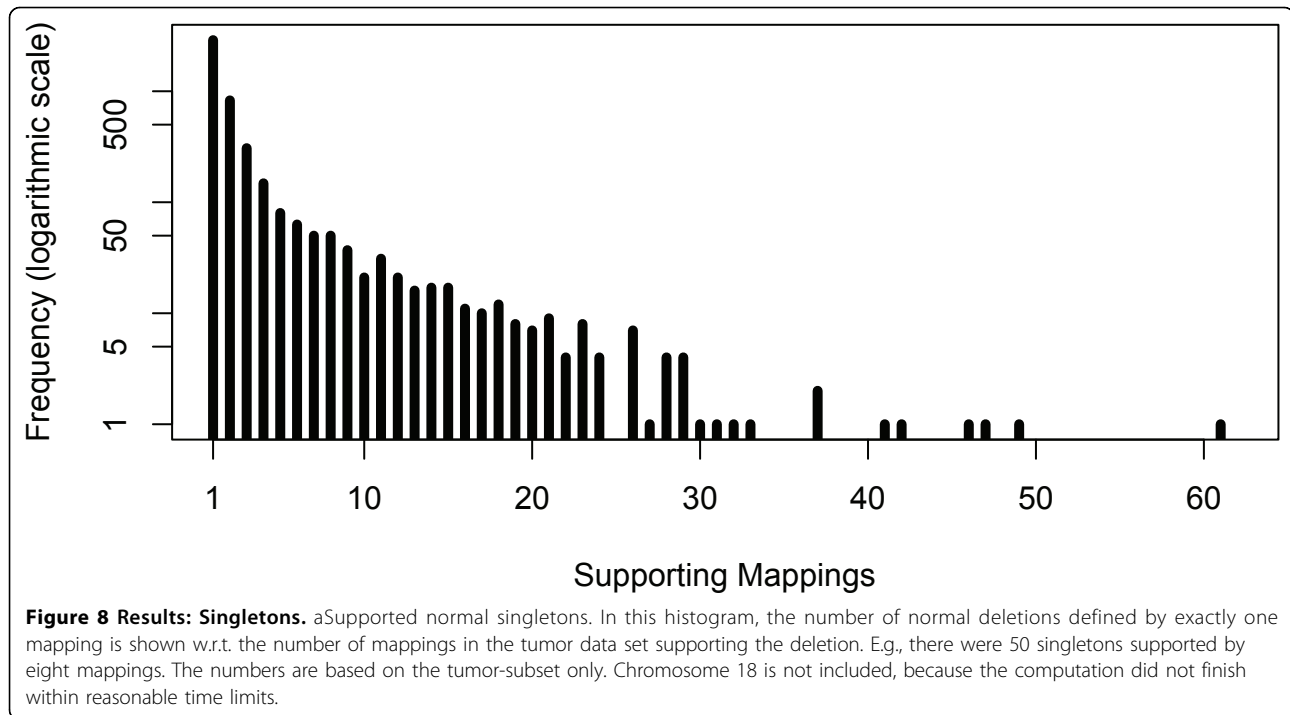 Frequency (logarithmic scale)
500
50
5
1
1 10 20 30 40 50 60
Supporting Mappings
Figure 8 Results: Singletons. aSupported normal singletons. In this histogram, the number of normal deletions defined by exactly one
mapping is shown w.r.t. the number of mappings in the tumor data set supporting the deletion. E.g., there were 50 singletons supported by
eight mappings. The numbers are based on the tumor-subset only. Chromosome 18 is not included, because the computation did not finish
within reasonable time limits.